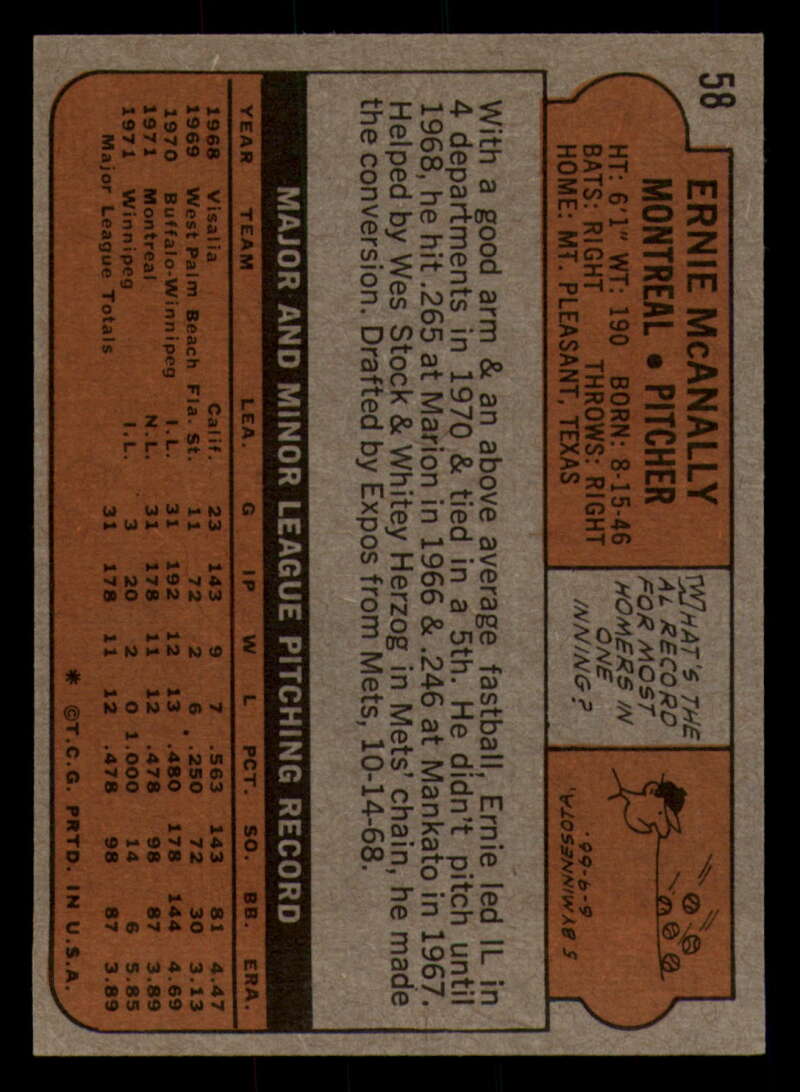 58
ERNIE McANALLY
MONTREAL • PITCHER
HT: 6'1" WT: 190 BORN: 8-15-46
BATS: RIGHT THROWS: RIGHT
HOME: MT. PLEASANT, TEXAS
WHAT'S THE
AL RECORD
FOR MOST
HOMERS IN
ONE
INNING?
5 BY MINNESOTA,
6-9-66.
With a good arm & an above average fastball, Ernie led IL in
4 departments in 1970 & tied in a 5th. He didn't pitch until
1968, he hit .265 at Marion in 1966 & .246 at Mankato in 1967.
Helped by Wes Stock & Whitey Herzog in Mets' chain, he made
the conversion. Drafted by Expos from Mets, 10-14-68.
MAJOR AND MINOR LEAGUE PITCHING RECORD
YEAR TEAM LEA. G IP W L PCT. SO. BB. ERA.
1968 Visalia Calif. 23 143 9 7 .563 143 81 4.47
1969 West Palm Beach Fla. St. 11 72 2 6 .250 72 30 3.13
1970 Buffalo-Winnipeg I.L. 31 192 12 13 .480 178 144 4.69
1971 Montreal N.L. 31 178 11 12 .478 98 87 3.89
1971 Winnipeg I.L. 3 20 2 0 1.000 14 6 5.85
Major League Totals 31 178 11 12 .478 98 87 3.89
* ©T.C.G. PRTD. IN U.S.A.